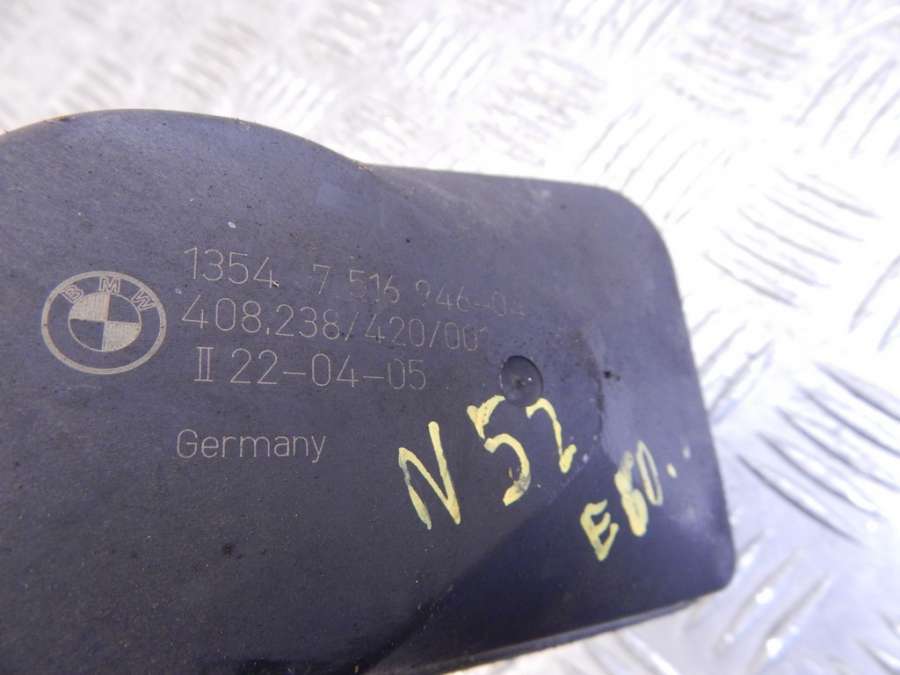 BMW
1354 7 516 946-04
408.238/420/001
II 22-04-05
Germany
N52
E60..